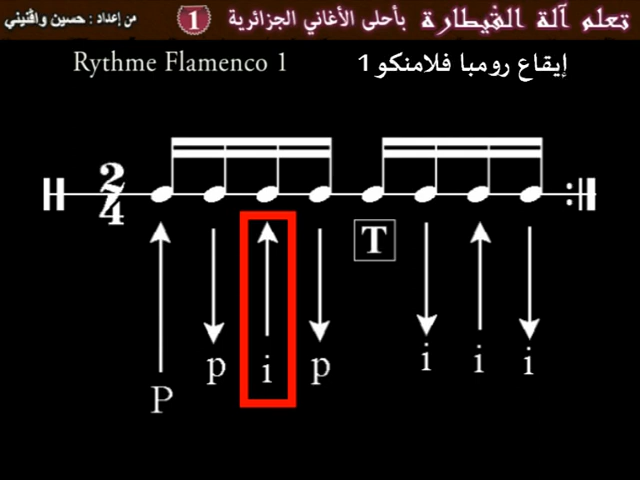 تعلم آلة القيطارة بأحلى الأغاني الجزائرية 1 من إعداد : حسين واڨنيني
Rythme Flamenco 1 إيقاع رومبا فلامنكو 1
2
4
T
P p i p i i i